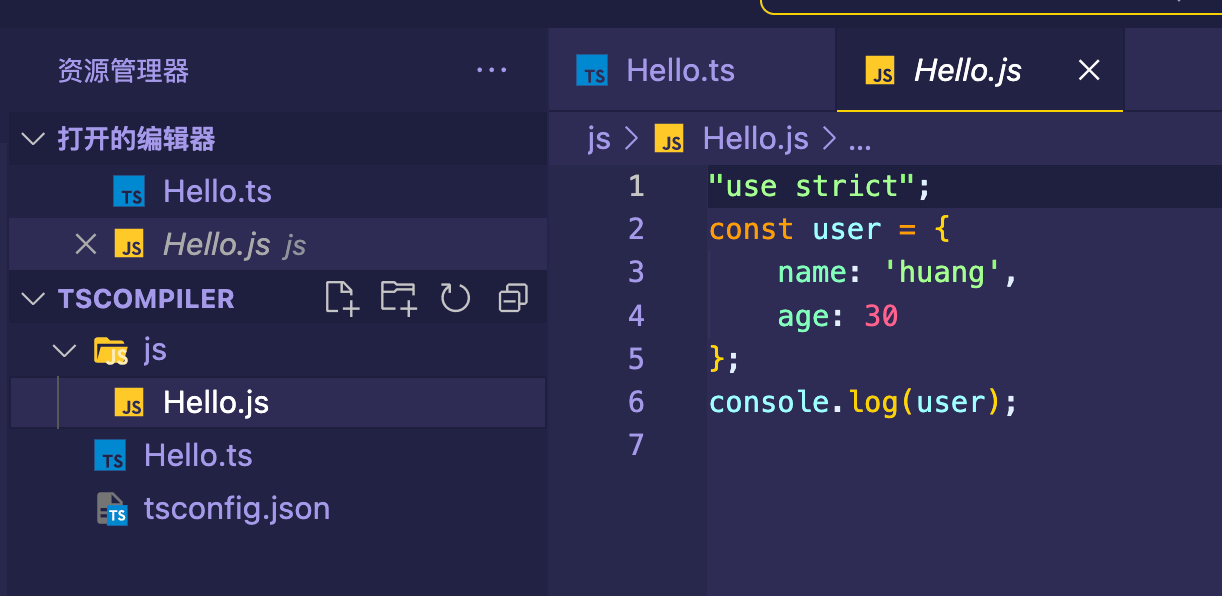 资源管理器 ···
打开的编辑器
TS Hello.ts
JS Hello.js js
TSCOMPILER
JS js
JS Hello.js
TS Hello.ts
TS tsconfig.json
TS Hello.ts JS Hello.js
js > JS Hello.js > ...
1 "use strict";
2 const user = {
3     name: 'huang',
4     age: 30
5 };
6 console.log(user);
7